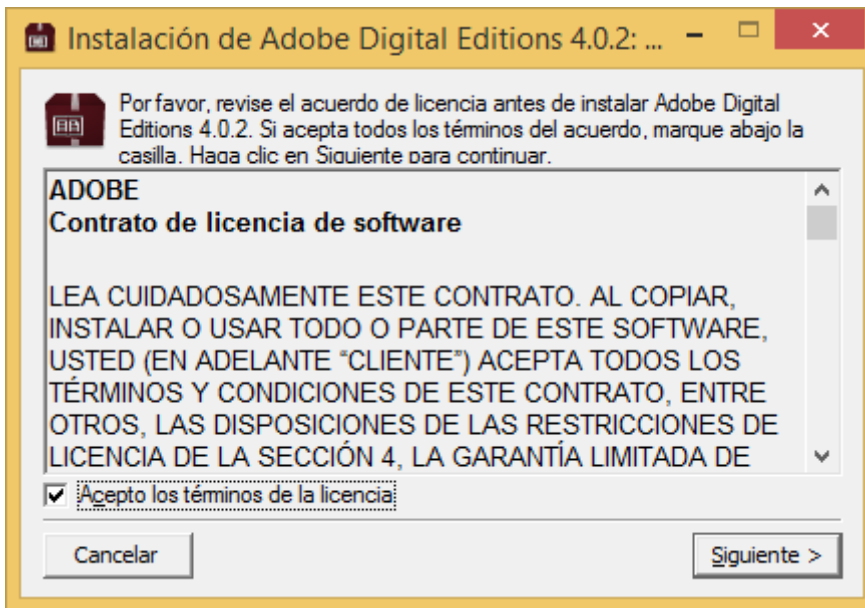 Instalación de Adobe Digital Editions 4.0.2: ...
Por favor, revise el acuerdo de licencia antes de instalar Adobe Digital
Editions 4.0.2. Si acepta todos los términos del acuerdo, marque abajo la
casilla. Haga clic en Siguiente para continuar.
ADOBE
Contrato de licencia de software
LEA CUIDADOSAMENTE ESTE CONTRATO. AL COPIAR,
INSTALAR O USAR TODO O PARTE DE ESTE SOFTWARE,
USTED (EN ADELANTE “CLIENTE”) ACEPTA TODOS LOS
TÉRMINOS Y CONDICIONES DE ESTE CONTRATO, ENTRE
OTROS, LAS DISPOSICIONES DE LAS RESTRICCIONES DE
LICENCIA DE LA SECCIÓN 4, LA GARANTÍA LIMITADA DE
Acepto los términos de la licencia
Cancelar
Siguiente >